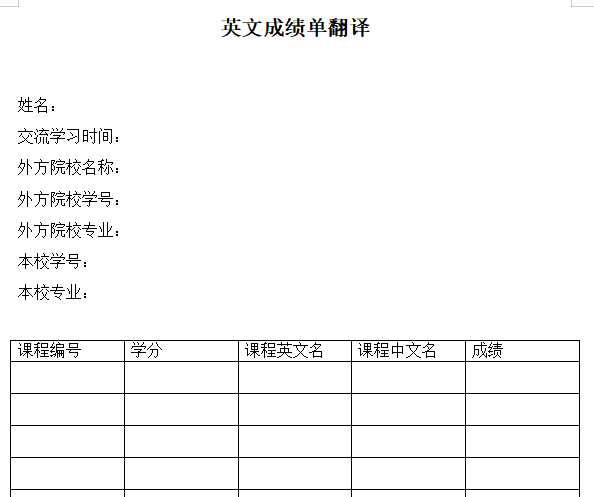 英文成绩单翻译
姓名：
交流学习时间：
外方院校名称：
外方院校学号：
外方院校专业：
本校学号：
本校专业：
课程编号 学分 课程英文名 课程中文名 成绩